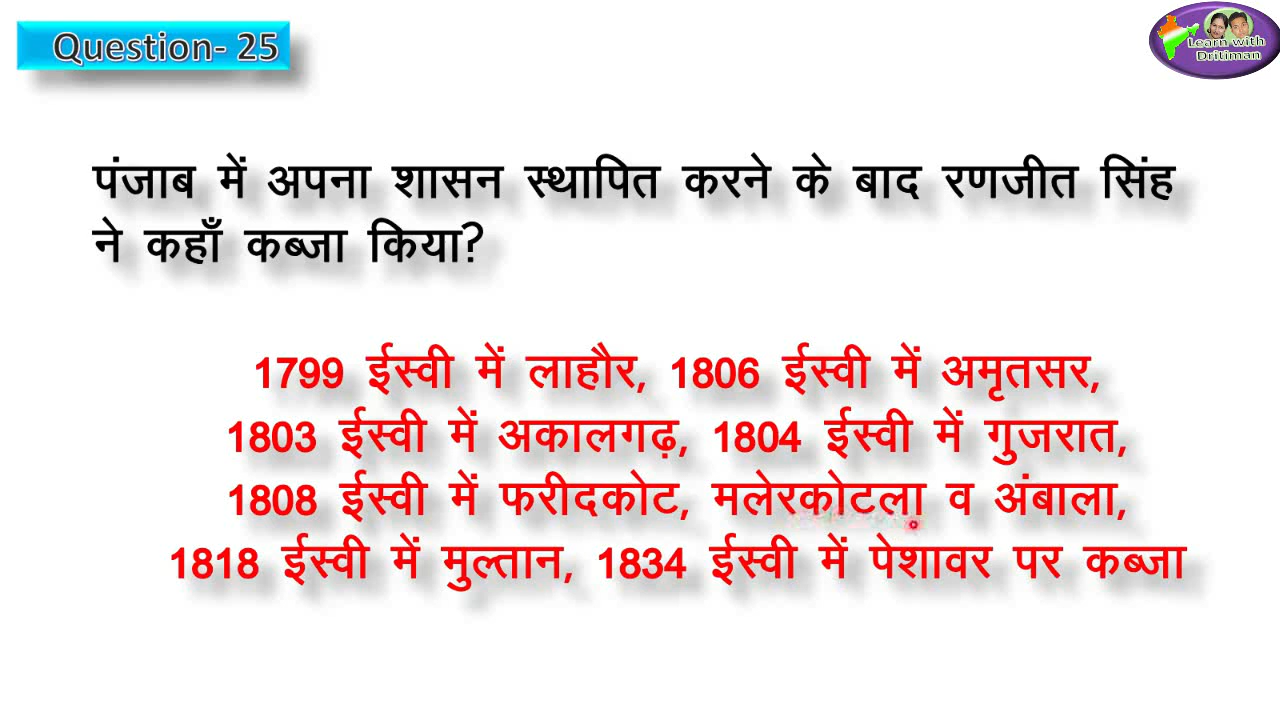 Question- 25
Learn with
Dritiman
पंजाब में अपना शासन स्थापित करने के बाद रणजीत सिंह
ने कहाँ कब्जा किया?
1799 ईस्वी में लाहौर, 1806 ईस्वी में अमृतसर,
1803 ईस्वी में अकालगढ़, 1804 ईस्वी में गुजरात,
1808 ईस्वी में फरीदकोट, मलेरकोटला व अंबाला,
1818 ईस्वी में मुल्तान, 1834 ईस्वी में पेशावर पर कब्जा